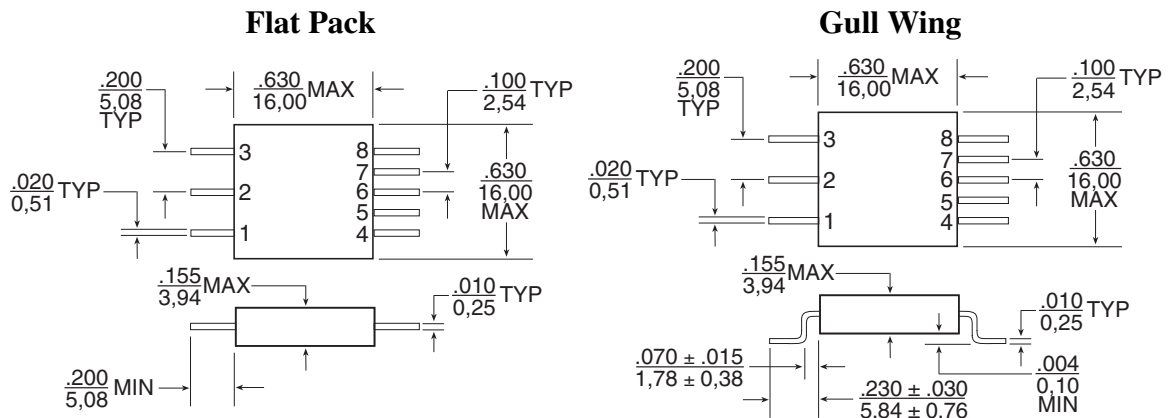 Flat Pack
.200
5,08
TYP
.630
16,00
MAX
.100
2,54
TYP
3
2
1
8
7
6
5
4
.630
16,00
MAX
.020
0,51
TYP
.155
3,94
MAX
.010
0,25
TYP
.200
5,08
MIN
Gull Wing
.200
5,08
TYP
.630
16,00
MAX
.100
2,54
TYP
3
2
1
8
7
6
5
4
.630
16,00
MAX
.020
0,51
TYP
.155
3,94
MAX
.010
0,25
TYP
.070 ± .015
1,78 ± 0,38
.230 ± .030
5,84 ± 0,76
.004
0,10
MIN